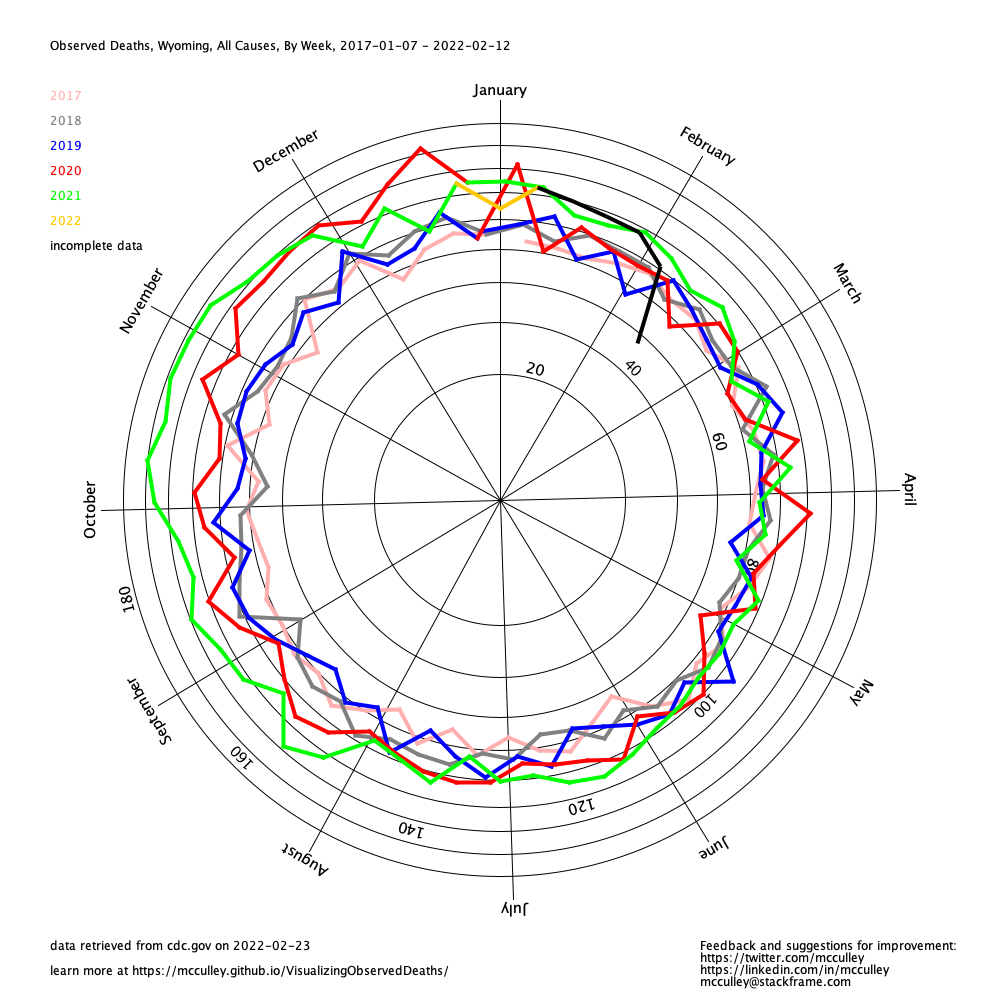 Observed Deaths, Wyoming, All Causes, By Week, 2017-01-07 - 2022-02-12
2017
2018
2019
2020
2021
2022
incomplete data
January
February
March
April
May
June
July
August
September
October
November
December
20
40
60
80
100
120
140
160
180
data retrieved from cdc.gov on 2022-02-23
learn more at https://mcculley.github.io/VisualizingObservedDeaths/
Feedback and suggestions for improvement:
https://twitter.com/mcculley
https://linkedin.com/in/mcculley
mcculley@stackframe.com